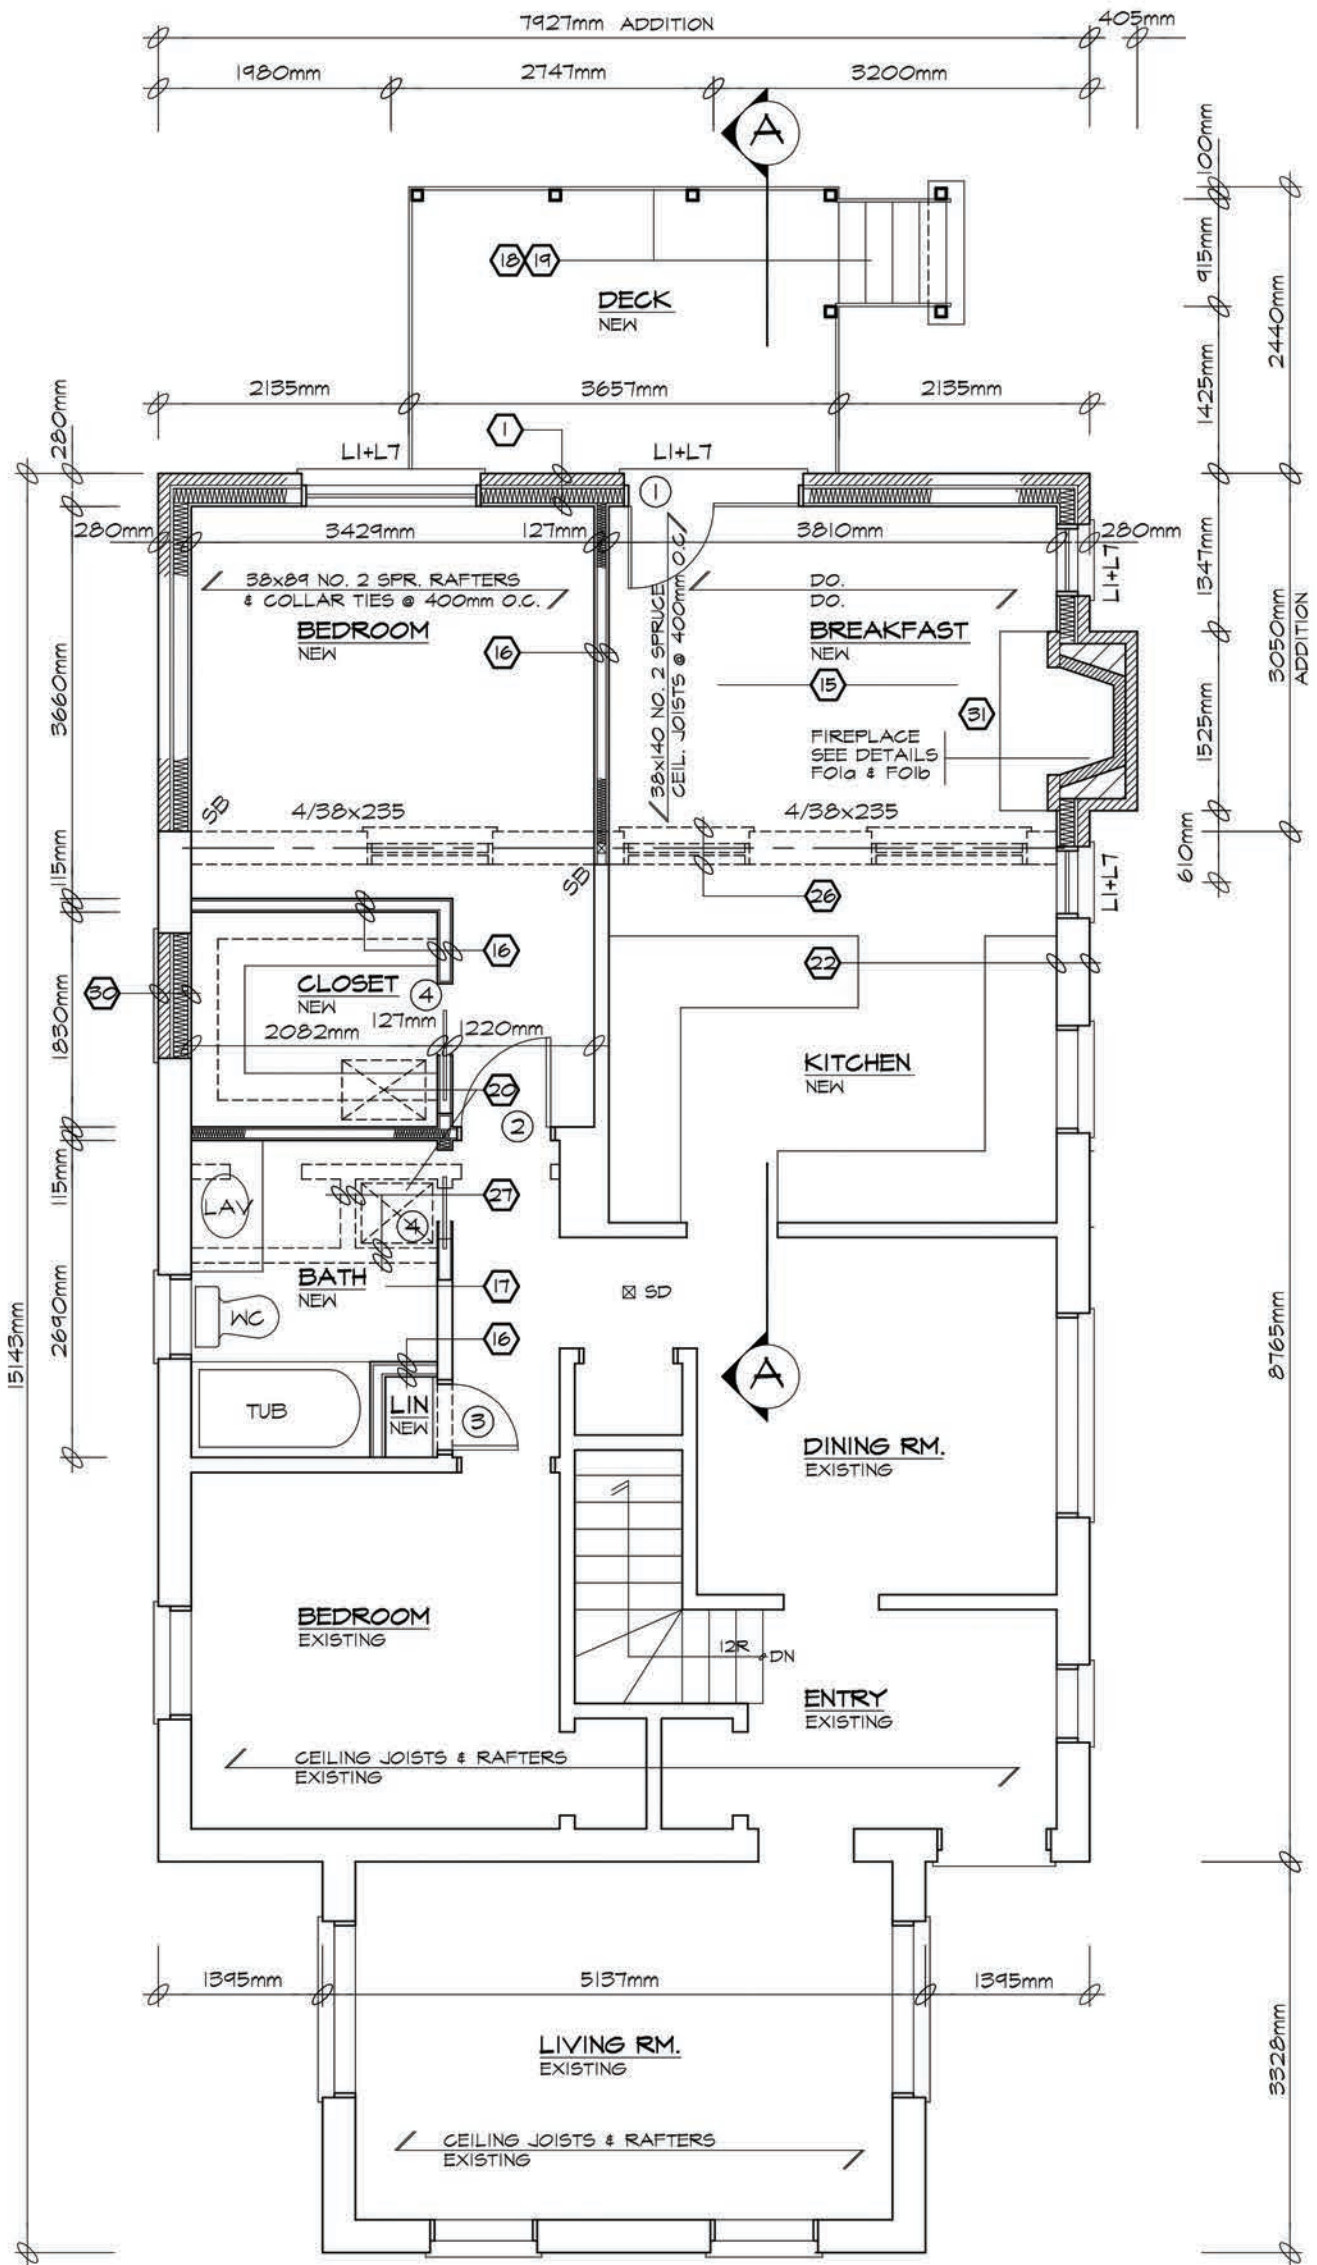 7927mm ADDITION
405mm
1980mm
2747mm
3200mm
A
100mm
915mm
2440mm
1425mm
18
19
DECK
NEW
2135mm
3657mm
2135mm
280mm
1
L1+L7
L1+L7
1
280mm
3429mm
127mm
3810mm
280mm
1347mm
L1+L7
38x89 NO. 2 SPR. RAFTERS
& COLLAR TIES @ 400mm O.C.
DO.
DO.
BEDROOM
NEW
16
38x140 NO. 2 SPRUCE
CEIL. JOISTS @ 400mm O.C.
BREAKFAST
NEW
15
31
3050mm
ADDITION
3660mm
FIREPLACE
SEE DETAILS
F01a & F01b
1525mm
SB
4/38x235
4/38x235
610mm
115mm
SB
26
L1+L7
16
22
30
CLOSET
NEW
4
1830mm
2082mm
127mm
1220mm
KITCHEN
NEW
20
2
115mm
LAV
27
4
BATH
NEW
17
SD
WC
16
2690mm
15143mm
8765mm
A
TUB
LIN
NEW
3
DINING RM.
EXISTING
BEDROOM
EXISTING
12R
DN
ENTRY
EXISTING
CEILING JOISTS & RAFTERS
EXISTING
1395mm
5137mm
1395mm
LIVING RM.
EXISTING
3328mm
CEILING JOISTS & RAFTERS
EXISTING